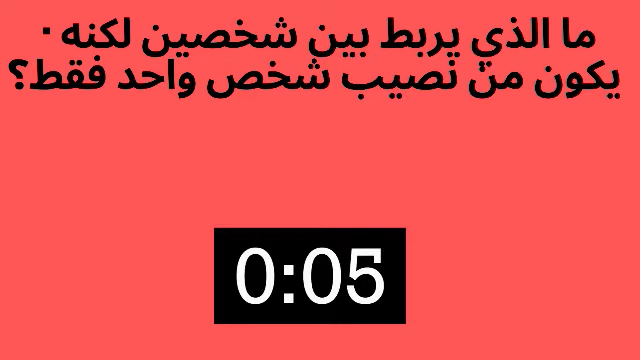 ما الذي يربط بين شخصين لكنه ·
يكون من نصيب شخص واحد فقط؟
0:05